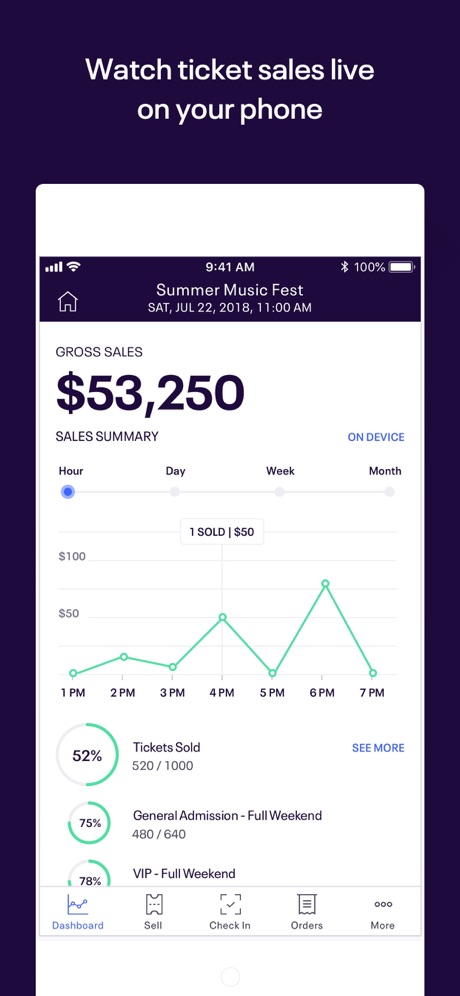 Watch ticket sales live
on your phone
9:41 AM
100%
Summer Music Fest
SAT, JUL 22, 2018, 11:00 AM
GROSS SALES
$53,250
SALES SUMMARY
ON DEVICE
Hour Day Week Month
1 SOLD | $50
$100
$50
1 PM 2 PM 3 PM 4 PM 5 PM 6 PM 7 PM
52%
Tickets Sold
SEE MORE
520 / 1000
75%
General Admission - Full Weekend
480 / 640
78%
VIP - Full Weekend
Dashboard Sell Check In Orders More